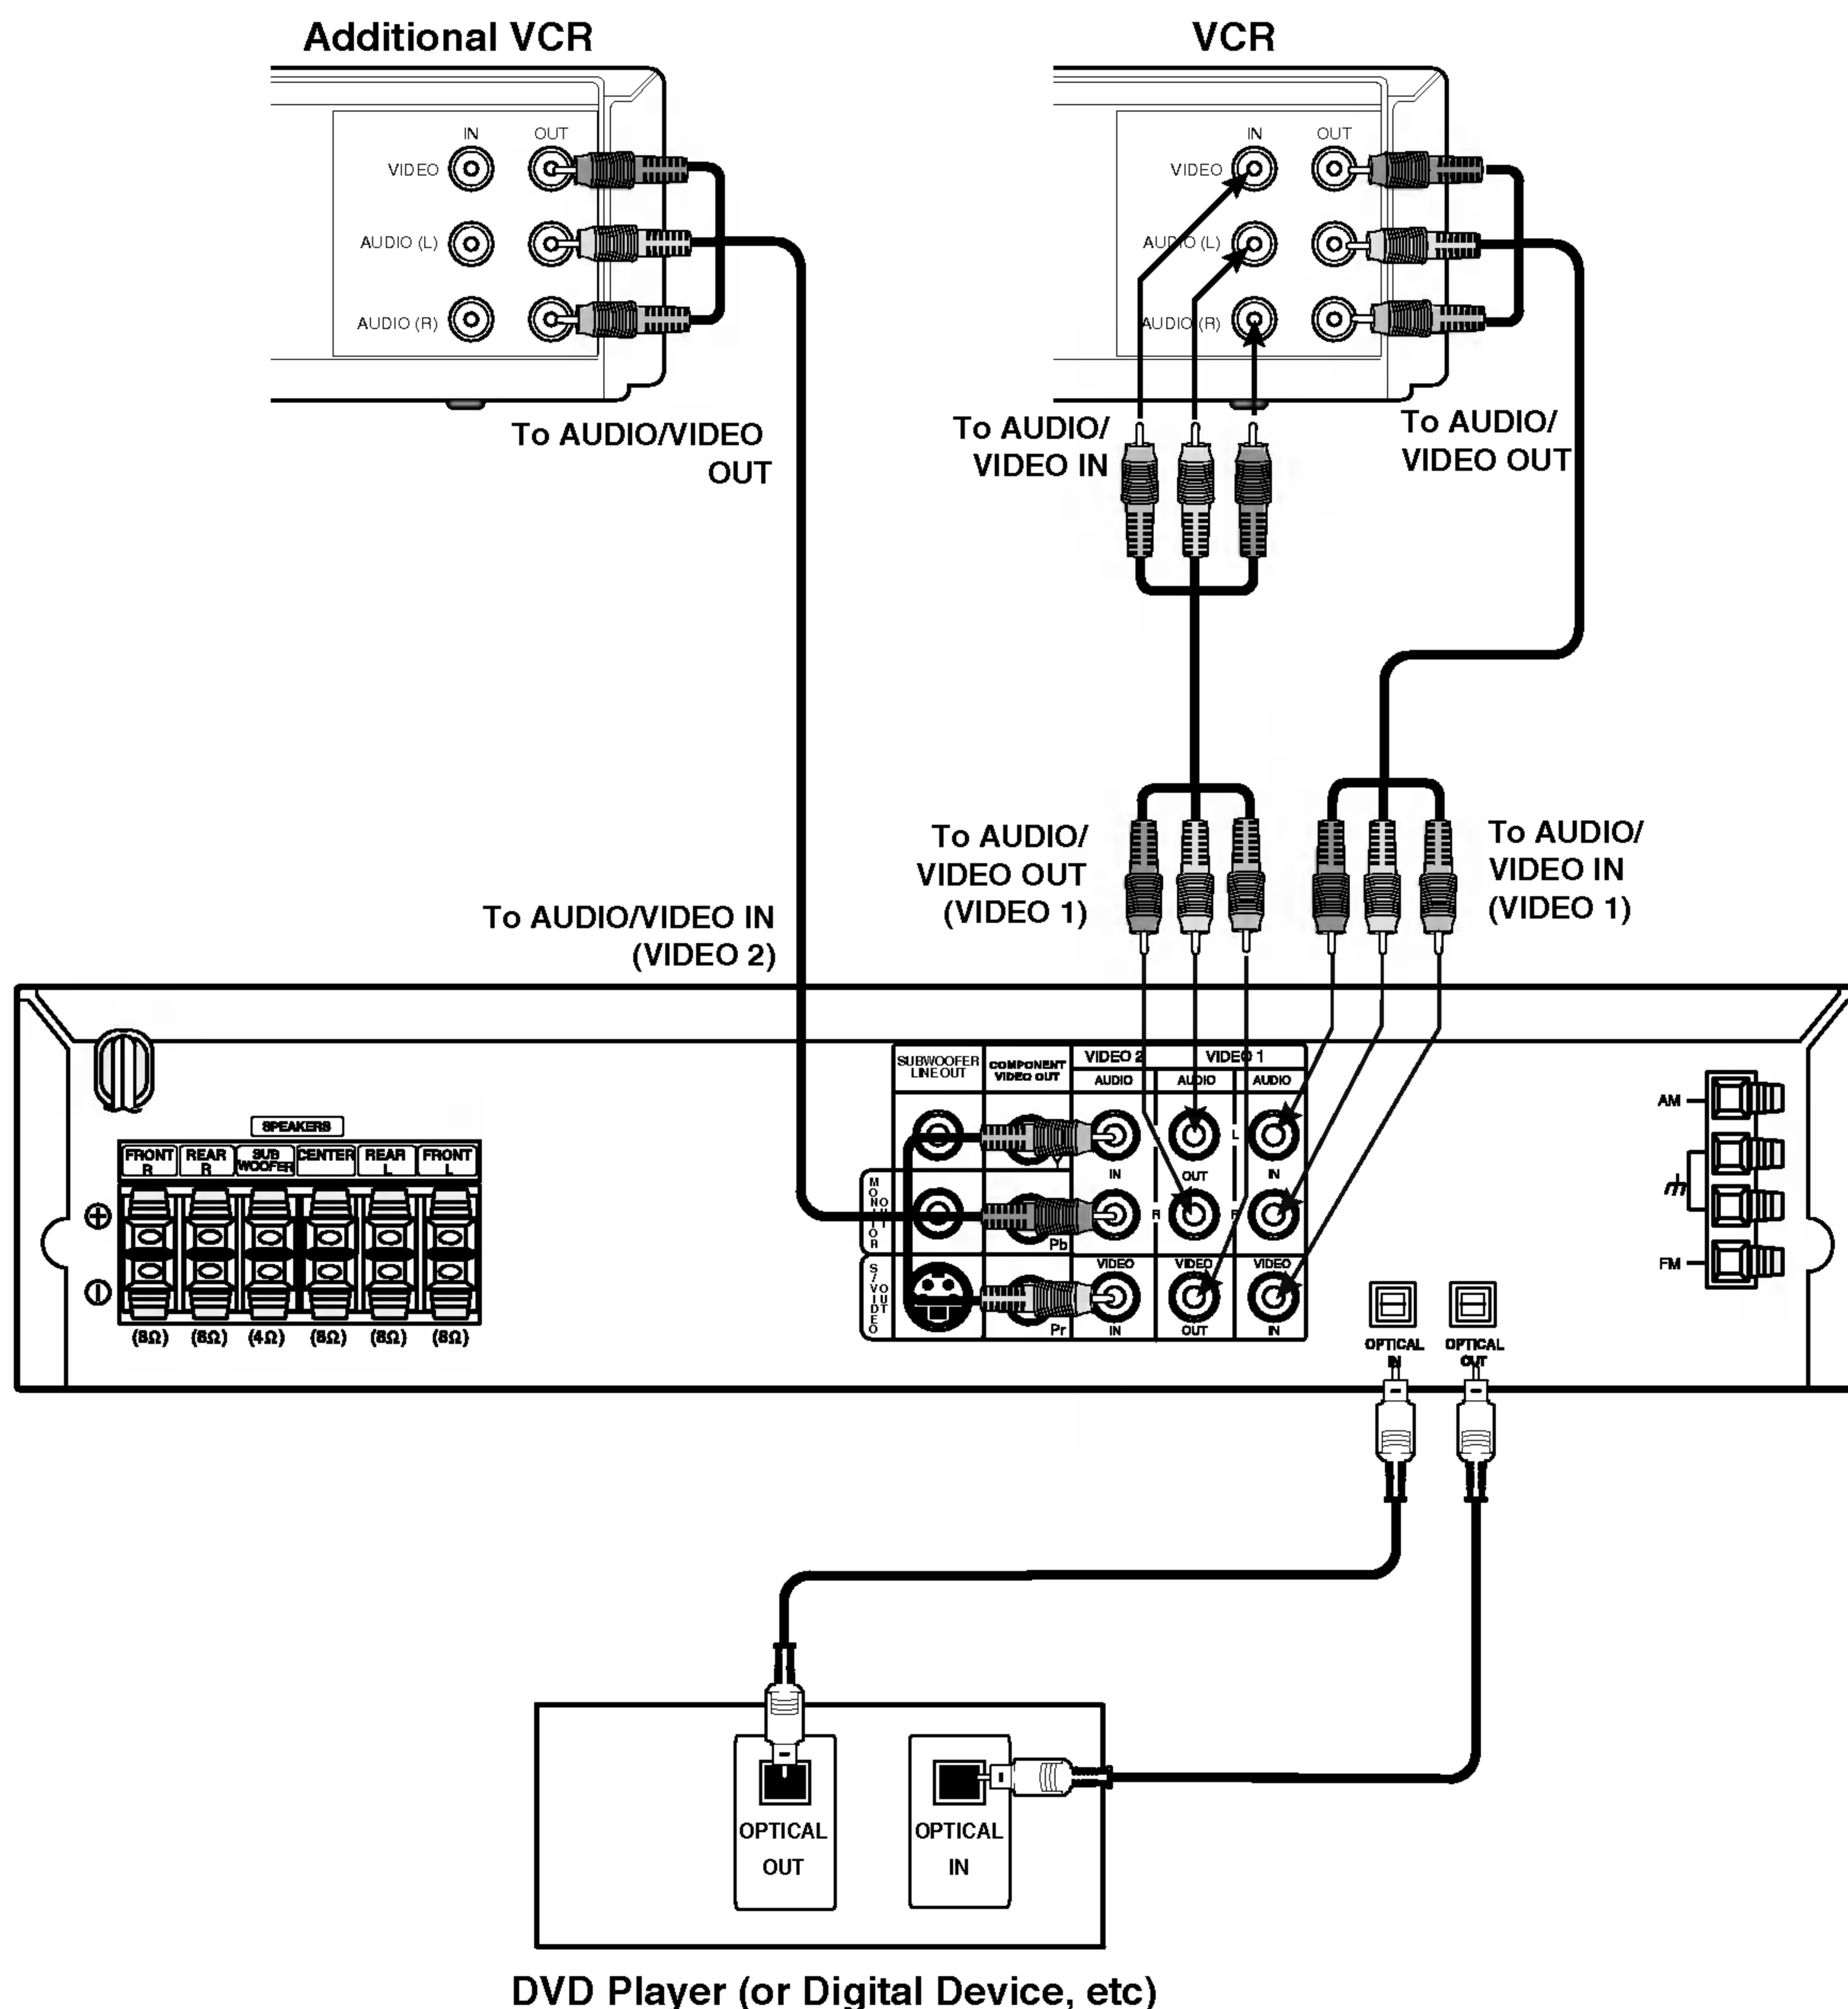 Additional VCR
VCR
IN OUT
VIDEO
AUDIO (L)
AUDIO (R)
IN OUT
VIDEO
AUDIO (L)
AUDIO (R)
To AUDIO/VIDEO
OUT
To AUDIO/
VIDEO IN
To AUDIO/
VIDEO OUT
To AUDIO/
VIDEO OUT
(VIDEO 1)
To AUDIO/
VIDEO IN
(VIDEO 1)
To AUDIO/VIDEO IN
(VIDEO 2)
SUBWOOFER
LINE OUT
COMPONENT
VIDEO OUT
VIDEO 2
VIDEO 1
AUDIO AUDIO AUDIO
L
IN OUT IN
Y
MONITOR
OUT
R R
Pb
S/VIDEO
OUT
VIDEO VIDEO VIDEO
Pr
IN OUT IN
SPEAKERS
FRONT
R
REAR
R
SUB
WOOFER
CENTER
REAR
L
FRONT
L
+
−
(8Ω) (8Ω) (4Ω) (8Ω) (8Ω) (8Ω)
AM
FM
OPTICAL
IN
OPTICAL
OUT
OPTICAL
OUT
OPTICAL
IN
DVD Player (or Digital Device, etc)